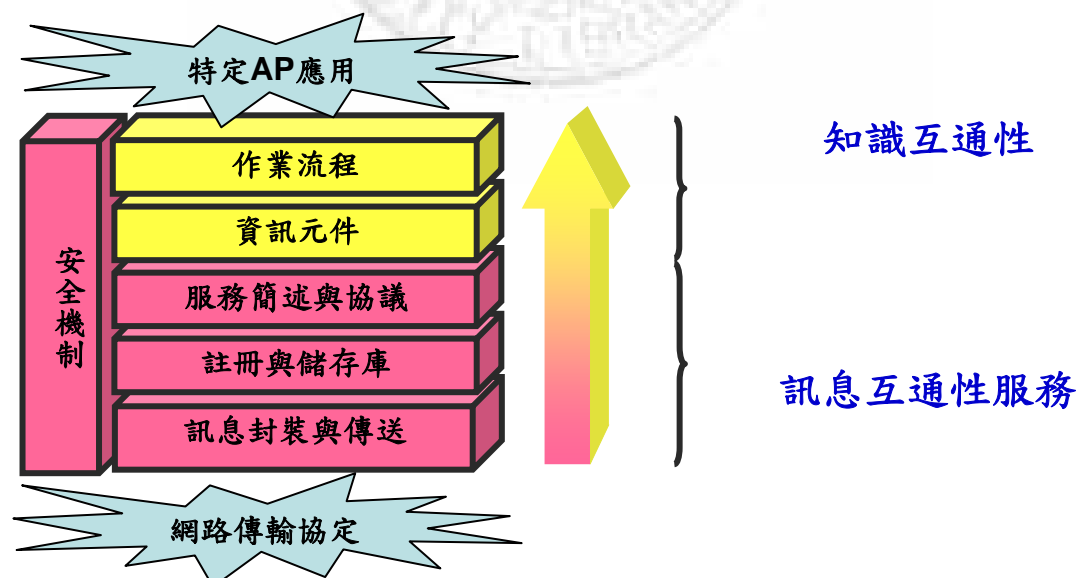 特定AP應用
作業流程
知識互通性
資訊元件
安全機制
服務簡述與協議
註冊與儲存庫
訊息互通性服務
訊息封裝與傳送
網路傳輸協定